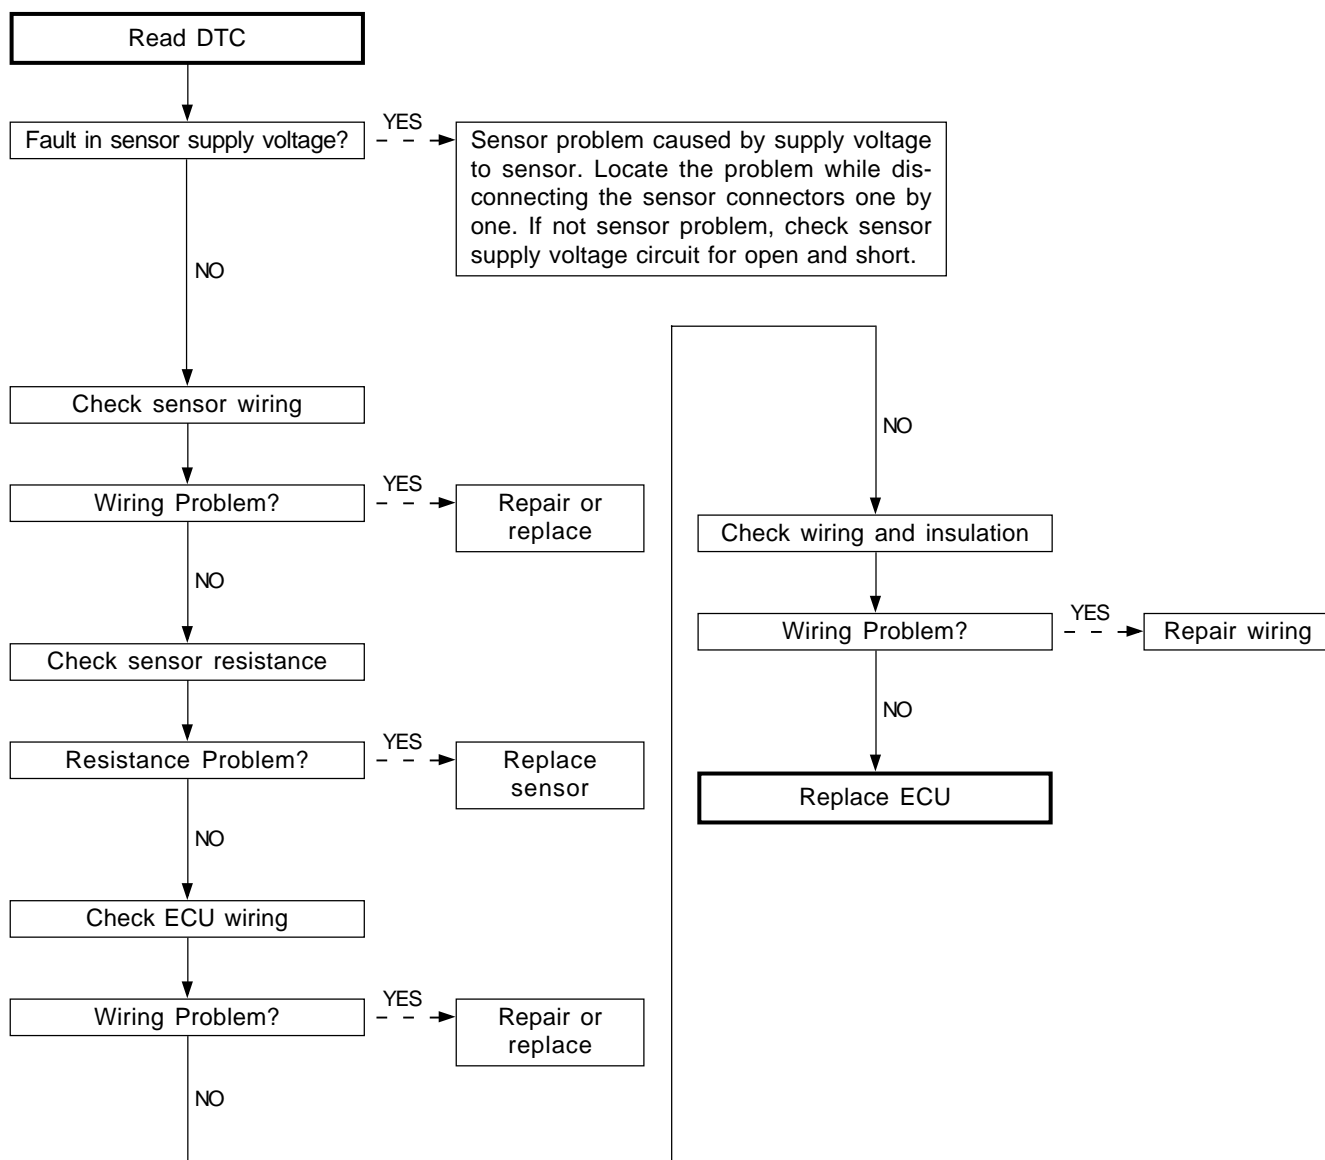 Read DTC
Fault in sensor supply voltage?
YES
Sensor problem caused by supply voltage
to sensor. Locate the problem while dis-
connecting the sensor connectors one by
one. If not sensor problem, check sensor
supply voltage circuit for open and short.
NO
Check sensor wiring
Wiring Problem?
YES
Repair or
replace
NO
Check sensor resistance
Resistance Problem?
YES
Replace
sensor
NO
Check ECU wiring
Wiring Problem?
YES
Repair or
replace
NO
NO
Check wiring and insulation
Wiring Problem?
YES
Repair wiring
NO
Replace ECU